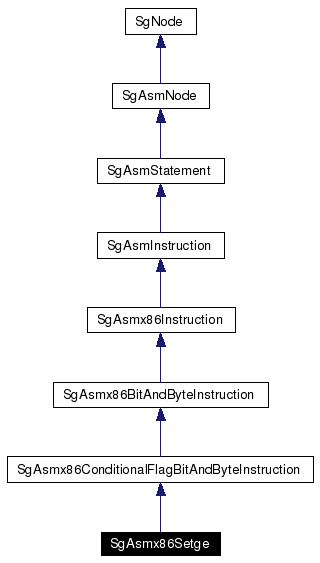 SgNode
SgAsmNode
SgAsmStatement
SgAsmInstruction
SgAsmx86Instruction
SgAsmx86BitAndByteInstruction
SgAsmx86ConditionalFlagBitAndByteInstruction
SgAsmx86Setge